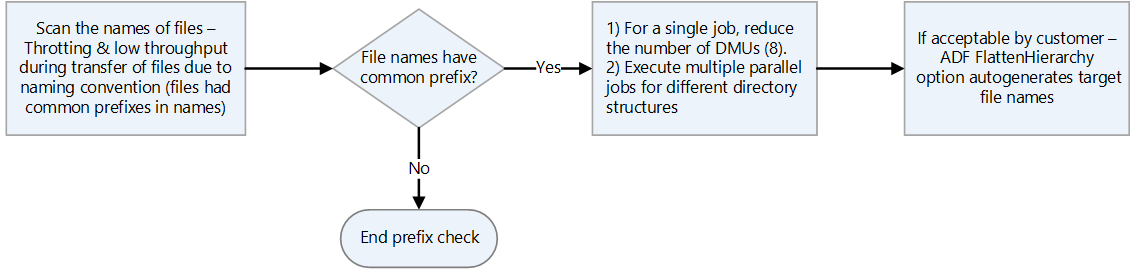 Scan the names of files –
Throtting & low throughput
during transfer of files due to
naming convention (files had
common prefixes in names)
File names have
common prefix?
Yes
1) For a single job, reduce
the number of DMUs (8).
2) Execute multiple parallel
jobs for different directory
structures
If acceptable by customer –
ADF FlattenHierarchy
option autogenerates target
file names
No
End prefix check